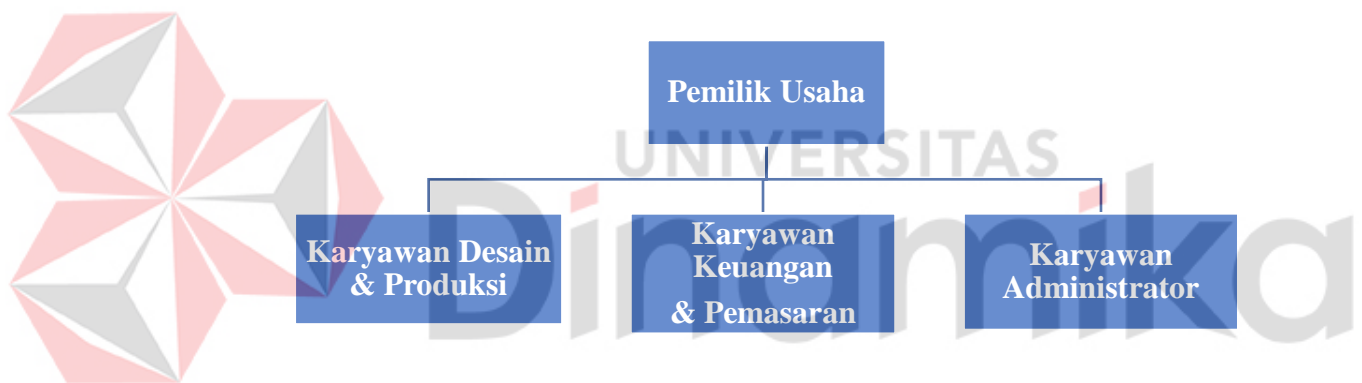 Pemilik Usaha
UNIVERSITAS
Dinamika
Karyawan Desain
& Produksi
Karyawan
Keuangan
& Pemasaran
Karyawan
Administrator